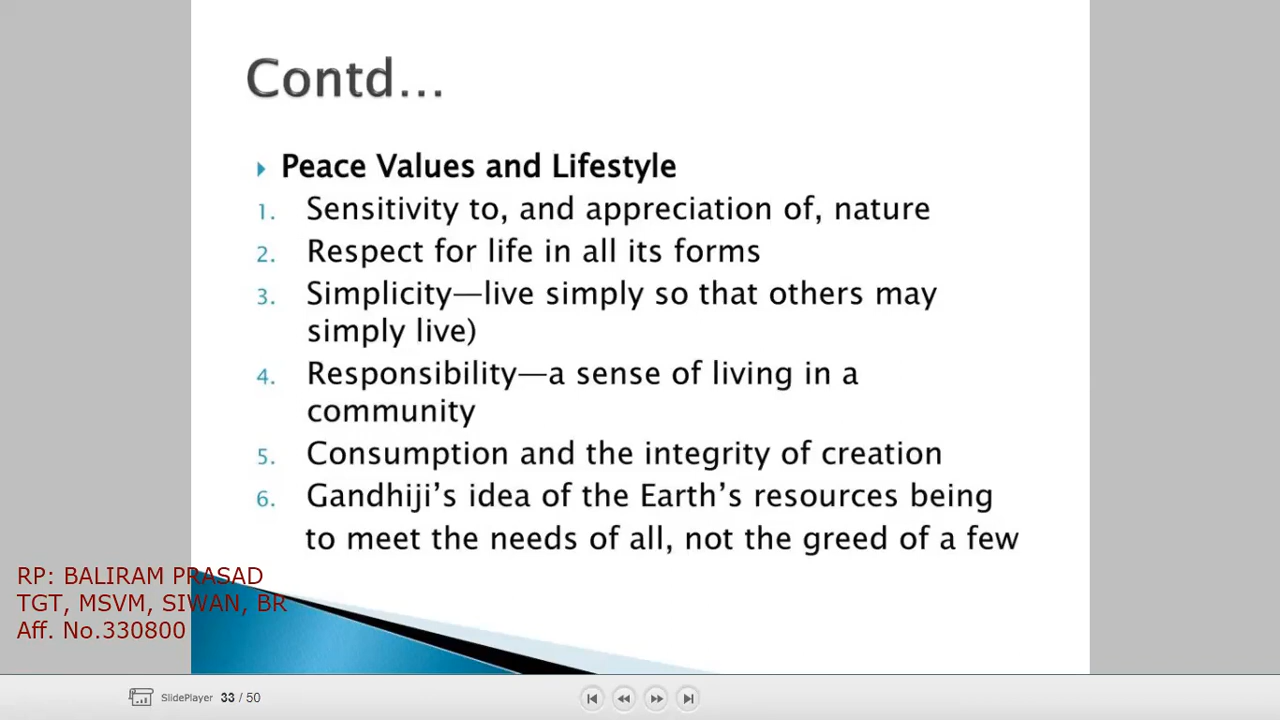 Contd...
Peace Values and Lifestyle
1. Sensitivity to, and appreciation of, nature
2. Respect for life in all its forms
3. Simplicity—live simply so that others may
simply live)
4. Responsibility—a sense of living in a
community
5. Consumption and the integrity of creation
6. Gandhiji's idea of the Earth's resources being
to meet the needs of all, not the greed of a few
RP: BALIRAM PRASAD
TGT, MSVM, SIWAN, BR
Aff. No.330800
SlidePlayer 33 / 50